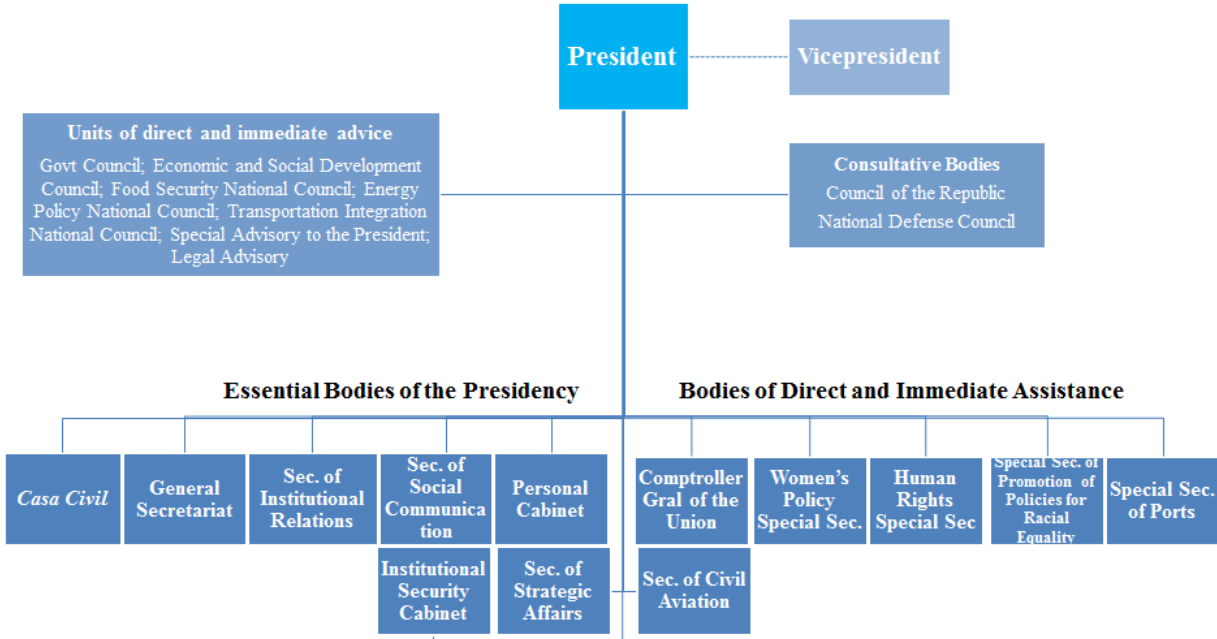 President
Vicepresident
Units of direct and immediate advice
Govt Council; Economic and Social Development
Council; Food Security National Council; Energy
Policy National Council; Transportation Integration
National Council; Special Advisory to the President;
Legal Advisory
Consultative Bodies
Council of the Republic
National Defense Council
Essential Bodies of the Presidency
Bodies of Direct and Immediate Assistance
Casa Civil
General
Secretariat
Sec. of
Institutional
Relations
Sec. of
Social
Communica
tion
Personal
Cabinet
Comptroller
Gral of the
Union
Women's
Policy
Special Sec.
Human
Rights
Special Sec
Special Sec. of
Promotion of
Policies for
Racial
Equality
Special Sec.
of Ports
Institutional
Security
Cabinet
Sec. of
Strategic
Affairs
Sec. of Civil
Aviation